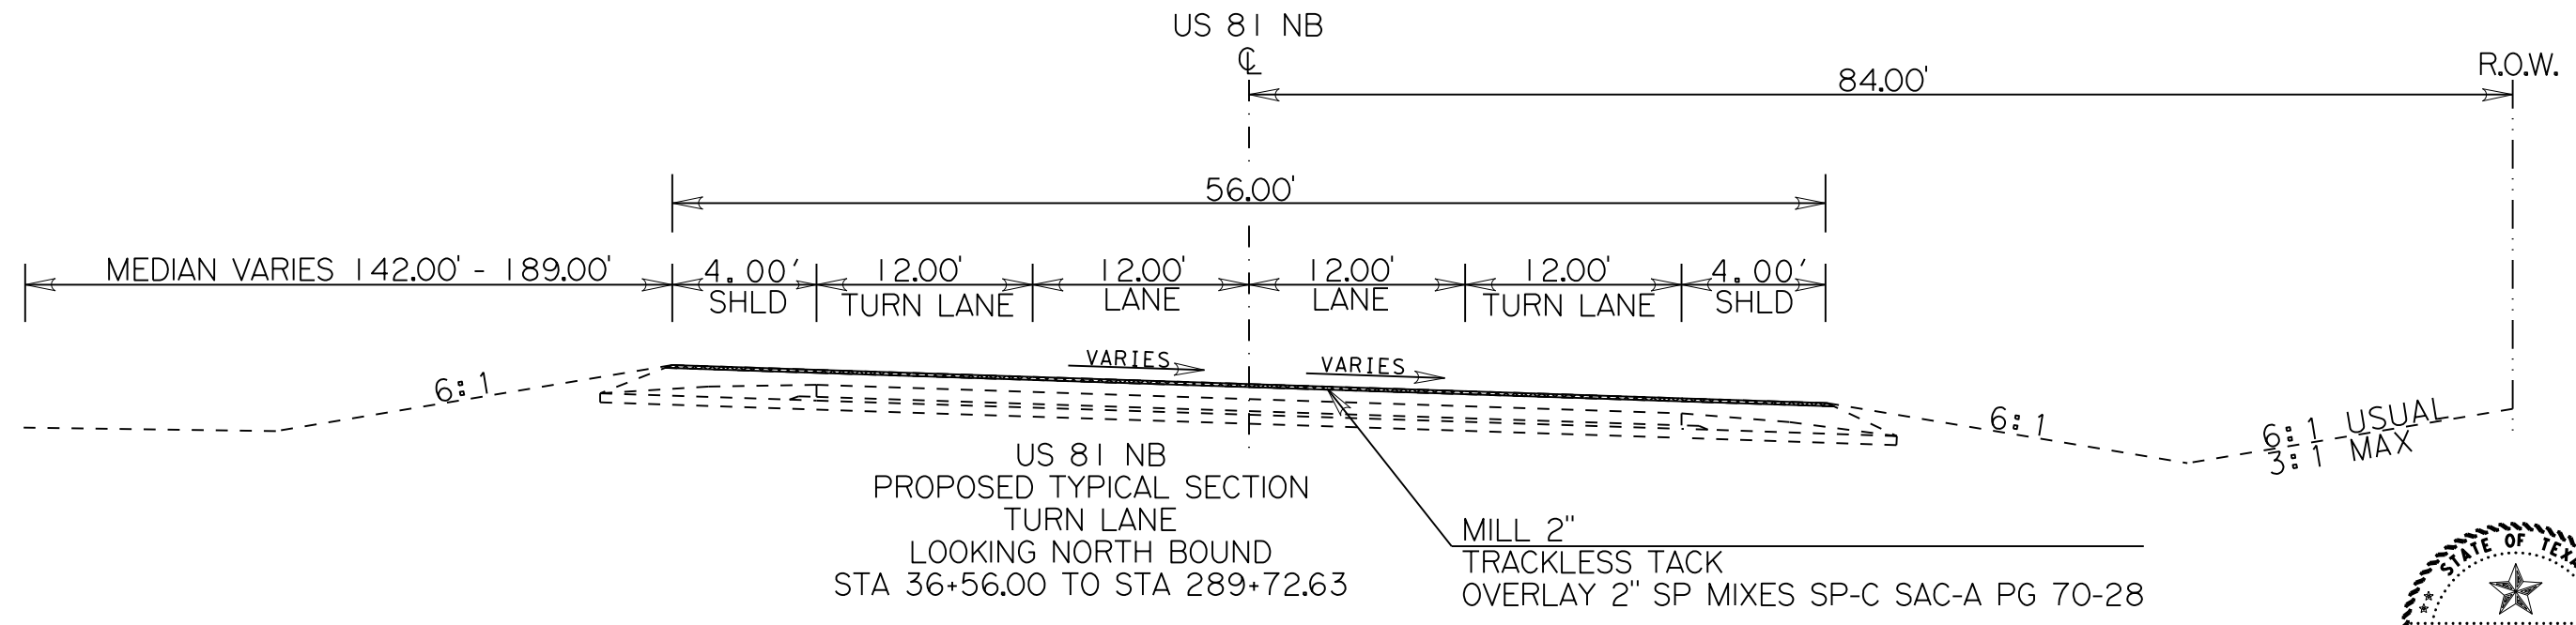 US 81 NB
℄
R.O.W.
84.00'
56.00'
MEDIAN VARIES 142.00' - 189.00'
4.00'
SHLD
12.00'
TURN LANE
12.00'
LANE
12.00'
LANE
12.00'
TURN LANE
4.00'
SHLD
VARIES
VARIES
6:1
6:1
6:1 USUAL
3:1 MAX
US 81 NB
PROPOSED TYPICAL SECTION
TURN LANE
LOOKING NORTH BOUND
STA 36+56.00 TO STA 289+72.63
MILL 2"
TRACKLESS TACK
OVERLAY 2" SP MIXES SP-C SAC-A PG 70-28
STATE OF TEXA